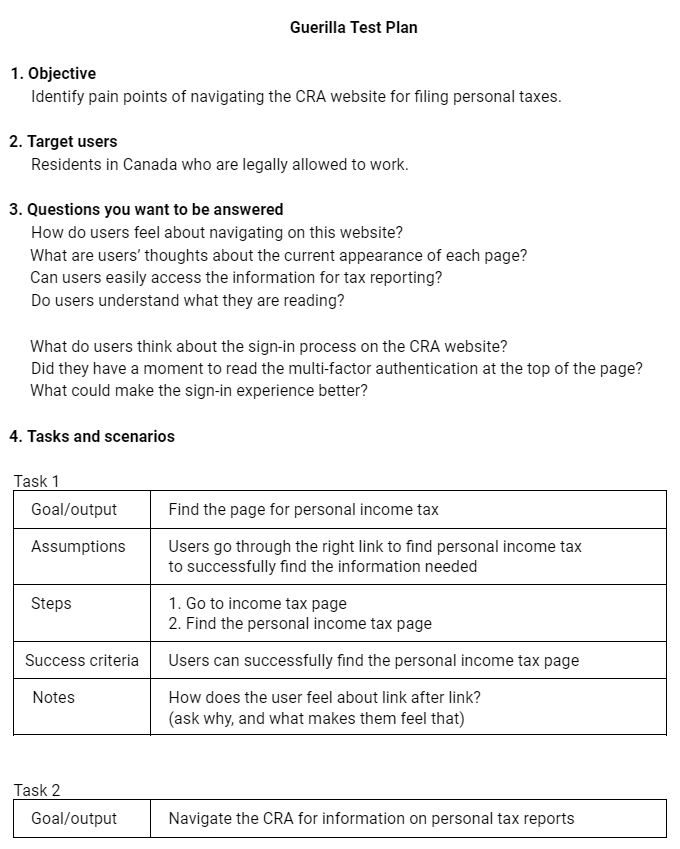 Guerilla Test Plan
1. Objective
Identify pain points of navigating the CRA website for filing personal taxes.
2. Target users
Residents in Canada who are legally allowed to work.
3. Questions you want to be answered
How do users feel about navigating on this website?
What are users’ thoughts about the current appearance of each page?
Can users easily access the information for tax reporting?
Do users understand what they are reading?
What do users think about the sign-in process on the CRA website?
Did they have a moment to read the multi-factor authentication at the top of the page?
What could make the sign-in experience better?
4. Tasks and scenarios
Task 1
Goal/output Find the page for personal income tax
Assumptions Users go through the right link to find personal income tax
to successfully find the information needed
Steps 1. Go to income tax page
2. Find the personal income tax page
Success criteria Users can successfully find the personal income tax page
Notes How does the user feel about link after link?
(ask why, and what makes them feel that)
Task 2
Goal/output Navigate the CRA for information on personal tax reports